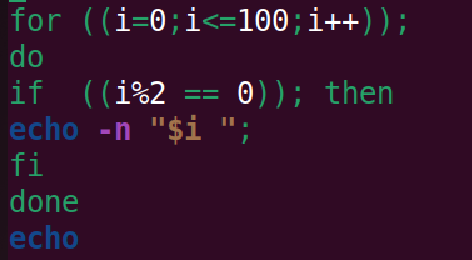 for ((i=0;i<=100;i++));
do
if  ((i%2 == 0)); then
echo -n "$i ";
fi
done
echo